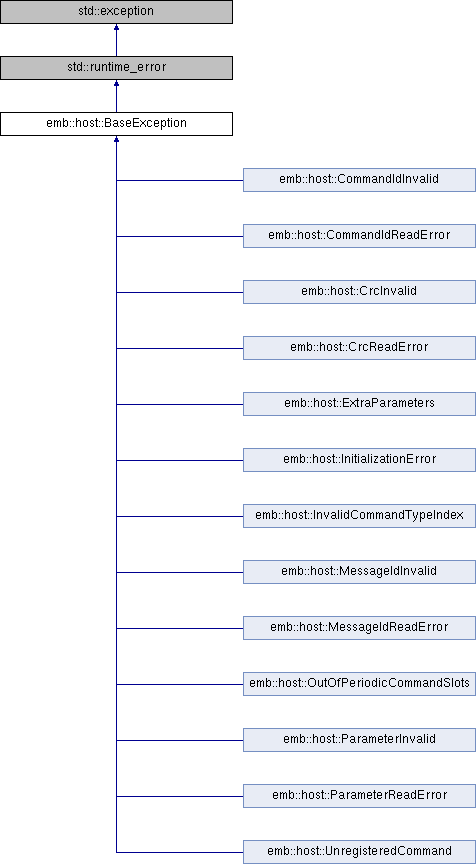 std::exception
std::runtime_error
emb::host::BaseException
emb::host::CommandIdInvalid
emb::host::CommandIdReadError
emb::host::CrcInvalid
emb::host::CrcReadError
emb::host::ExtraParameters
emb::host::InitializationError
emb::host::InvalidCommandTypeIndex
emb::host::MessageIdInvalid
emb::host::MessageIdReadError
emb::host::OutOfPeriodicCommandSlots
emb::host::ParameterInvalid
emb::host::ParameterReadError
emb::host::UnregisteredCommand